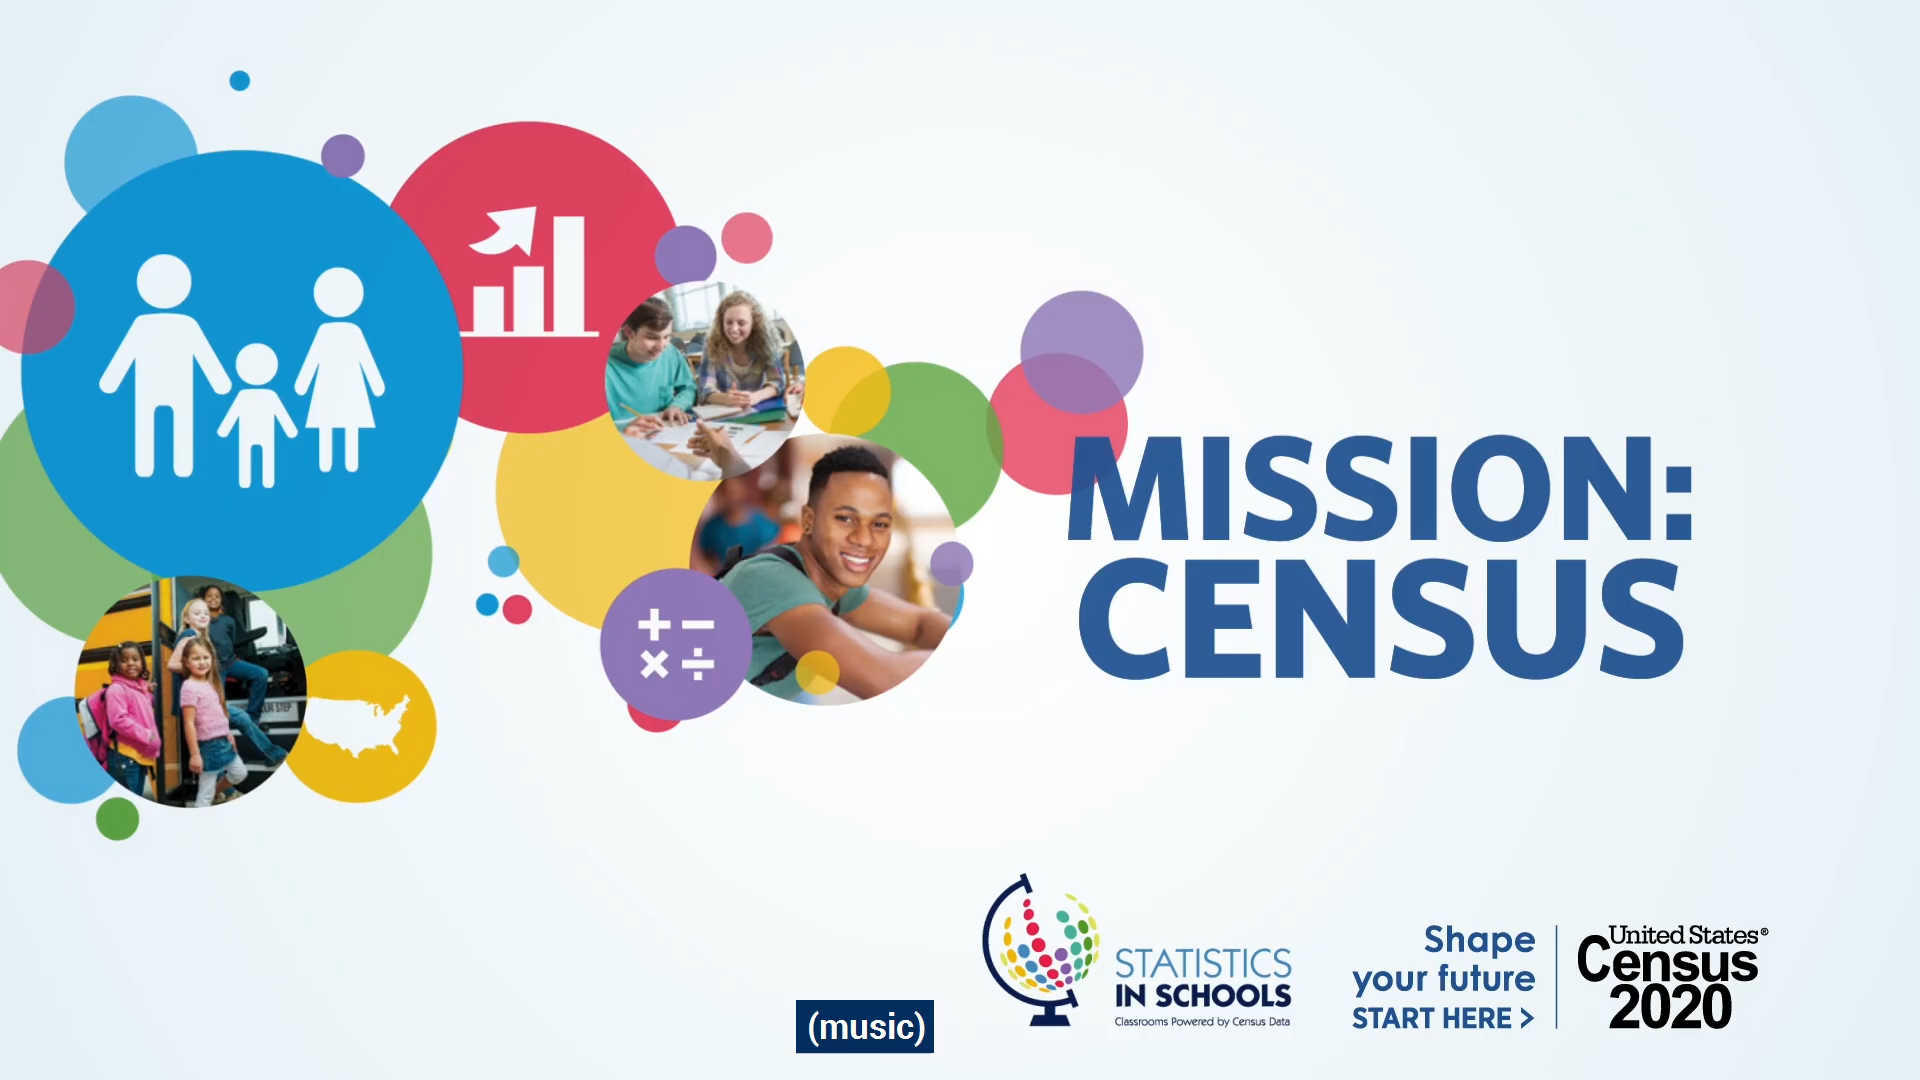 MISSION:
CENSUS
STATISTICS
IN SCHOOLS
Classrooms Powered by Census Data
Shape
your future
START HERE >
United States®
Census
2020
(music)